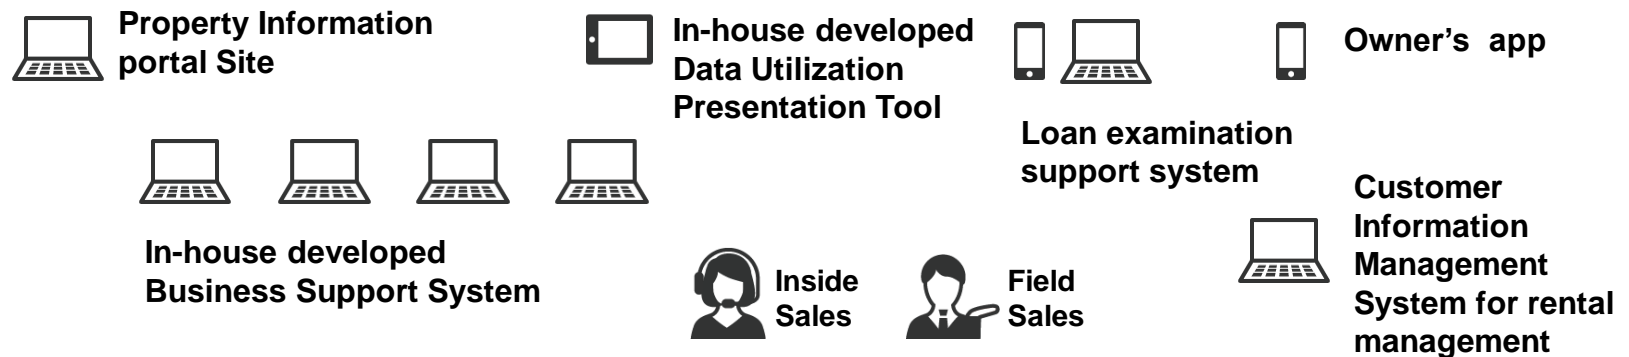 Property Information
portal Site
In-house developed
Data Utilization
Presentation Tool
Owner's  app
Loan examination
support system
In-house developed
Business Support System
Inside
Sales
Field
Sales
Customer
Information
Management
System for rental
management